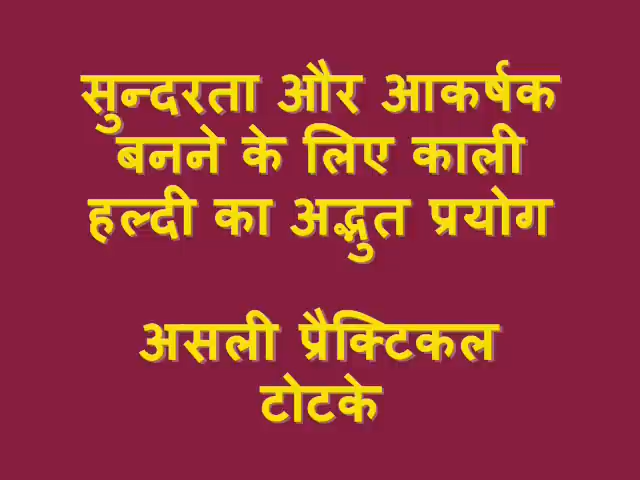 सुन्दरता और आकर्षक
बनने के लिए काली
हल्दी का अद्भुत प्रयोग
असली प्रैक्टिकल
टोटके